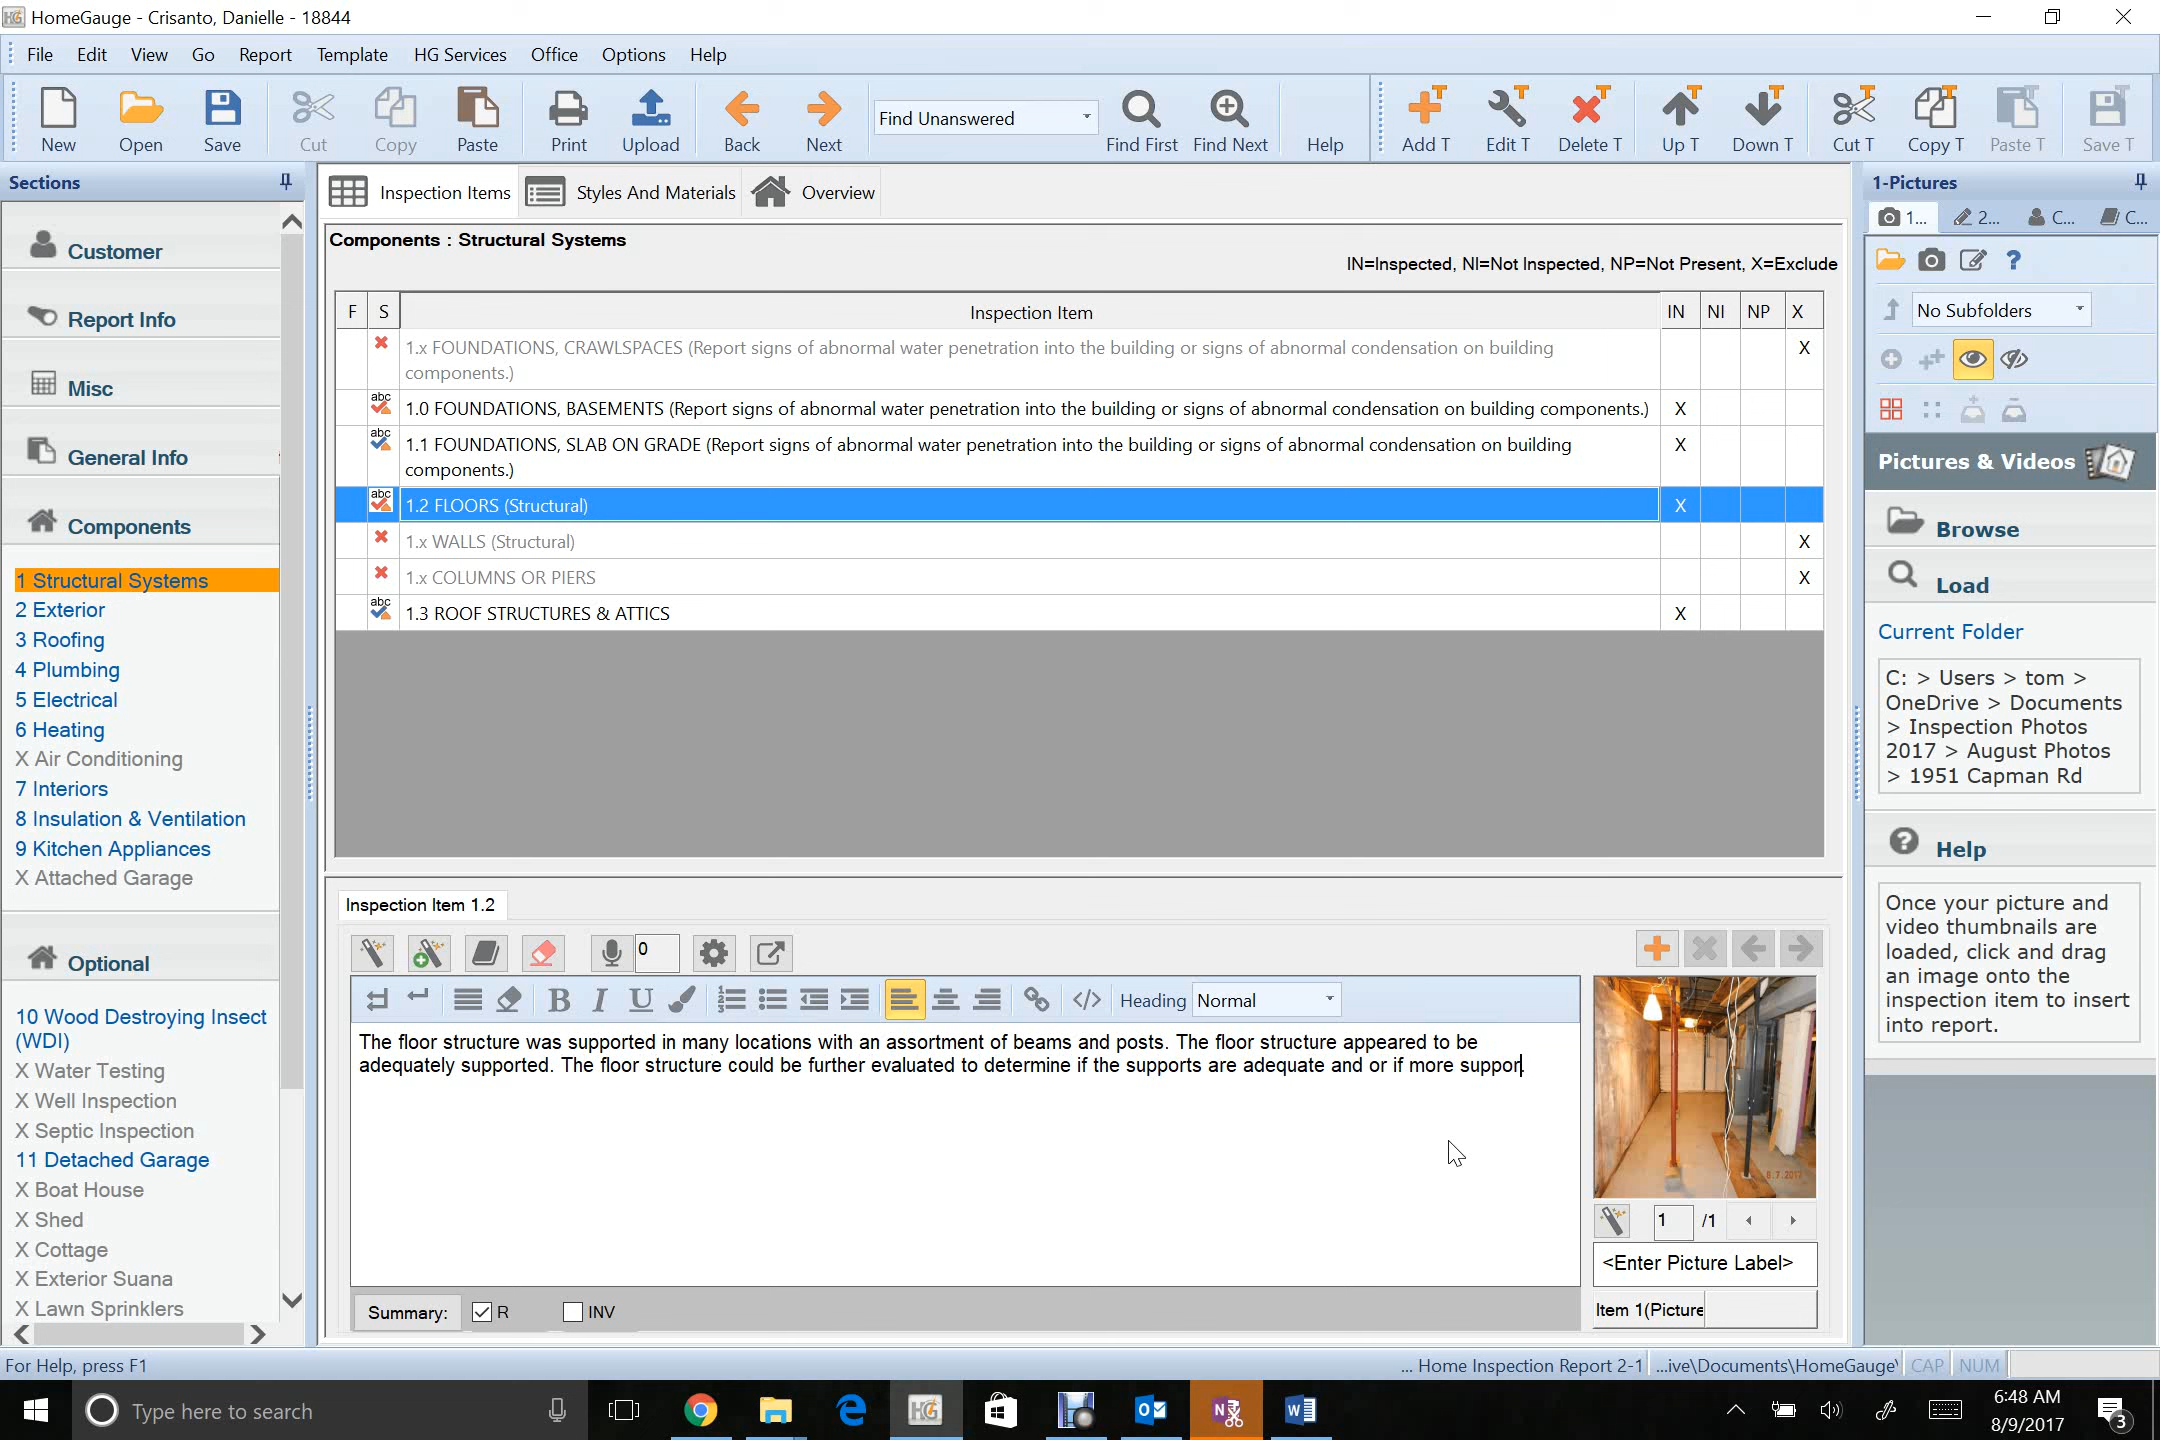 HomeGauge - Crisanto, Danielle - 18844
File Edit View Go Report Template HG Services Office Options Help
New Open Save Cut Copy Paste Print Upload Back Next Find Unanswered Find First Find Next Help Add T Edit T Delete T Up T Down T Cut T Copy T Paste T Save T
Sections
Customer
Report Info
Misc
General Info
Components
1 Structural Systems
2 Exterior
3 Roofing
4 Plumbing
5 Electrical
6 Heating
X Air Conditioning
7 Interiors
8 Insulation & Ventilation
9 Kitchen Appliances
X Attached Garage
Optional
10 Wood Destroying Insect
(WDI)
X Water Testing
X Well Inspection
X Septic Inspection
11 Detached Garage
X Boat House
X Shed
X Cottage
X Exterior Suana
X Lawn Sprinklers
Inspection Items Styles And Materials Overview
Components : Structural Systems
IN=Inspected, NI=Not Inspected, NP=Not Present, X=Exclude
F S Inspection Item IN NI NP X
1.x FOUNDATIONS, CRAWLSPACES (Report signs of abnormal water penetration into the building or signs of abnormal condensation on building X
components.)
abc 1.0 FOUNDATIONS, BASEMENTS (Report signs of abnormal water penetration into the building or signs of abnormal condensation on building components.) X
abc 1.1 FOUNDATIONS, SLAB ON GRADE (Report signs of abnormal water penetration into the building or signs of abnormal condensation on building X
components.)
abc 1.2 FLOORS (Structural) X
1.x WALLS (Structural) X
1.x COLUMNS OR PIERS X
abc 1.3 ROOF STRUCTURES & ATTICS X
Inspection Item 1.2
0
B I U Heading Normal
The floor structure was supported in many locations with an assortment of beams and posts. The floor structure appeared to be
adequately supported. The floor structure could be further evaluated to determine if the supports are adequate and or if more suppor
8.7.2017
1 /1
<Enter Picture Label>
Item 1(Picture
Summary: R INV
1-Pictures
1... 2... C... C...
No Subfolders
Pictures & Videos
Browse
Load
Current Folder
C: > Users > tom >
OneDrive > Documents
> Inspection Photos
2017 > August Photos
> 1951 Capman Rd
Help
Once your picture and
video thumbnails are
loaded, click and drag
an image onto the
inspection item to insert
into report.
For Help, press F1
... Home Inspection Report 2-1 ...ive\Documents\HomeGauge\ CAP NUM
Type here to search
HG
6:48 AM
8/9/2017
3